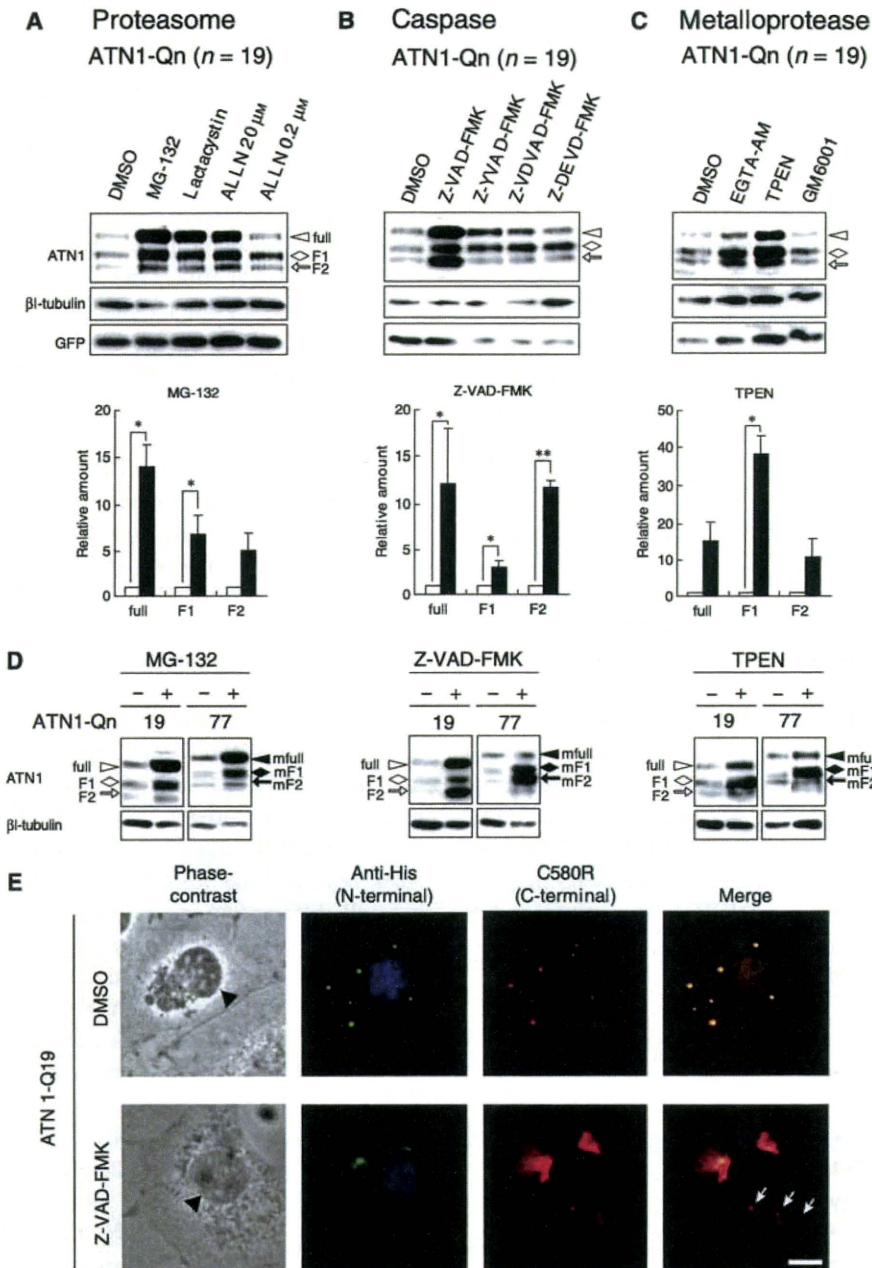 A Proteasome
ATN1-Qn (n = 19)
DMSO
MG-132
Lactacystin
ALLN 20 μM
ALLN 0.2 μM
ATN1
full
F1
F2
βI-tubulin
GFP
MG-132
Relative amount
20
15
10
5
0
*
*
full F1 F2
B Caspase
ATN1-Qn (n = 19)
DMSO
Z-VAD-FMK
Z-YVAD-FMK
Z-VDVAD-FMK
Z-DEVD-FMK
Z-VAD-FMK
Relative amount
20
15
10
5
0
*
*
**
full F1 F2
C Metalloprotease
ATN1-Qn (n = 19)
DMSO
EGTA-AM
TPEN
GM6001
TPEN
Relative amount
50
40
30
20
10
0
*
full F1 F2
D
MG-132
− + − +
ATN1-Qn 19 77
ATN1
full
F1
F2
mfull
mF1
mF2
βI-tubulin
Z-VAD-FMK
− + − +
19 77
full
F1
F2
mfull
mF1
mF2
TPEN
− + − +
19 77
full
F1
F2
mfull
mF1
mF2
E
Phase-
contrast
Anti-His
(N-terminal)
C580R
(C-terminal)
Merge
ATN 1-Q19
DMSO
Z-VAD-FMK